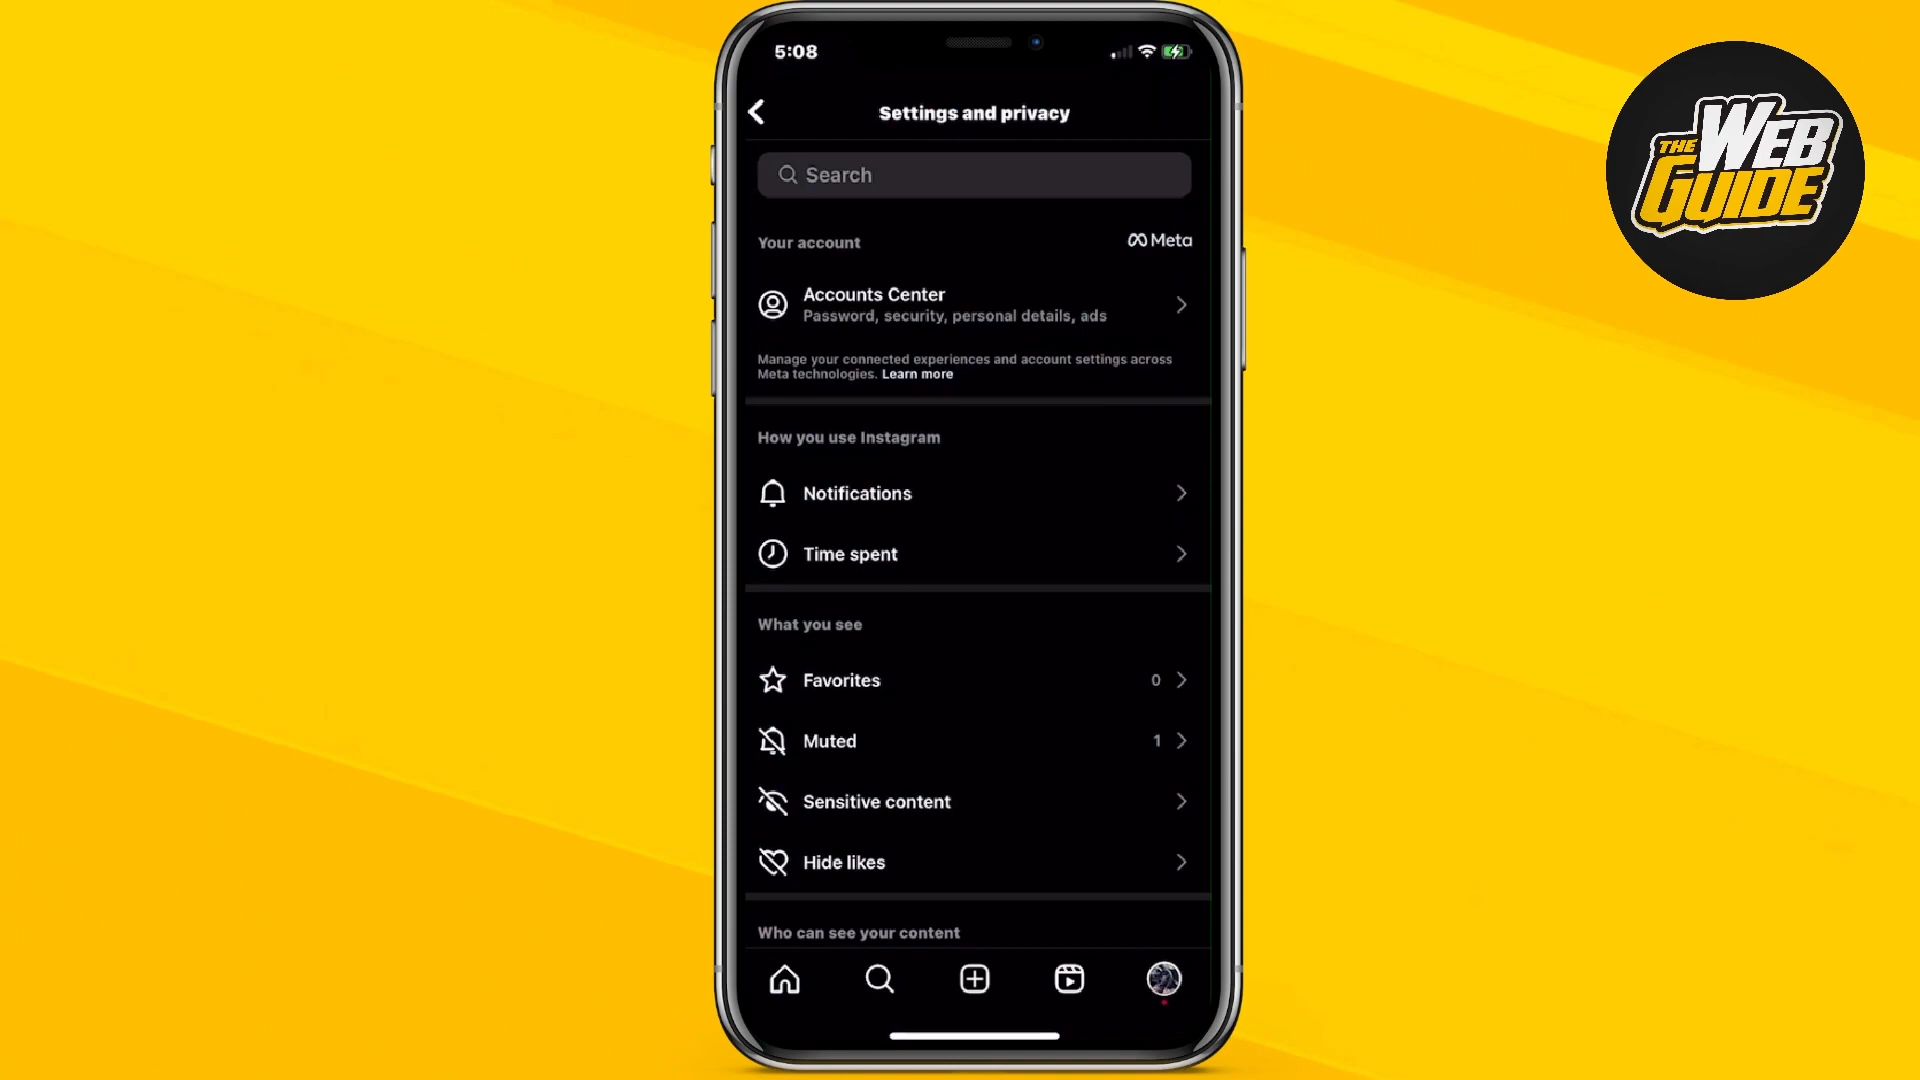 5:08
Settings and privacy
Search
Your account
Meta
Accounts Center
Password, security, personal details, ads
Manage your connected experiences and account settings across
Meta technologies. Learn more
How you use Instagram
Notifications
Time spent
What you see
Favorites 0
Muted 1
Sensitive content
Hide likes
Who can see your content
THE WEB
GUIDE